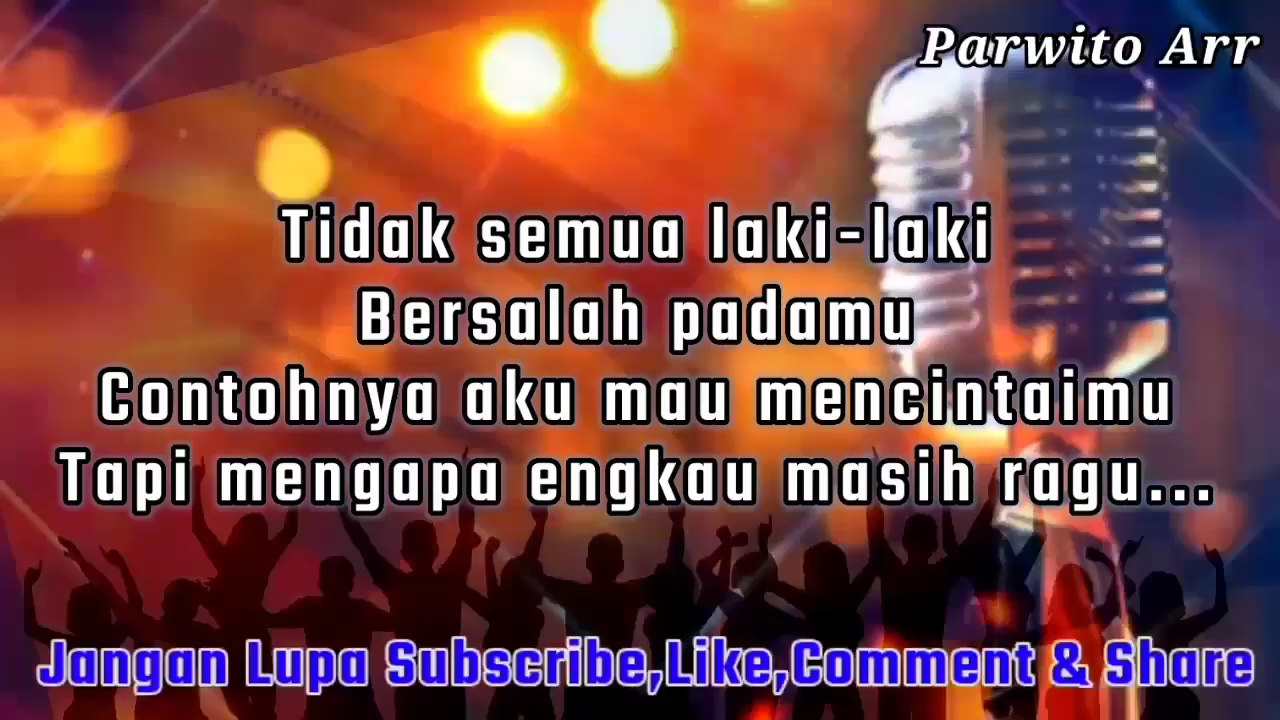 Parwito Arr
Tidak semua laki-laki
Bersalah padamu
Contohnya aku mau mencintaimu
Tapi mengapa engkau masih ragu...
Jangan Lupa Subscribe,Like,Comment & Share